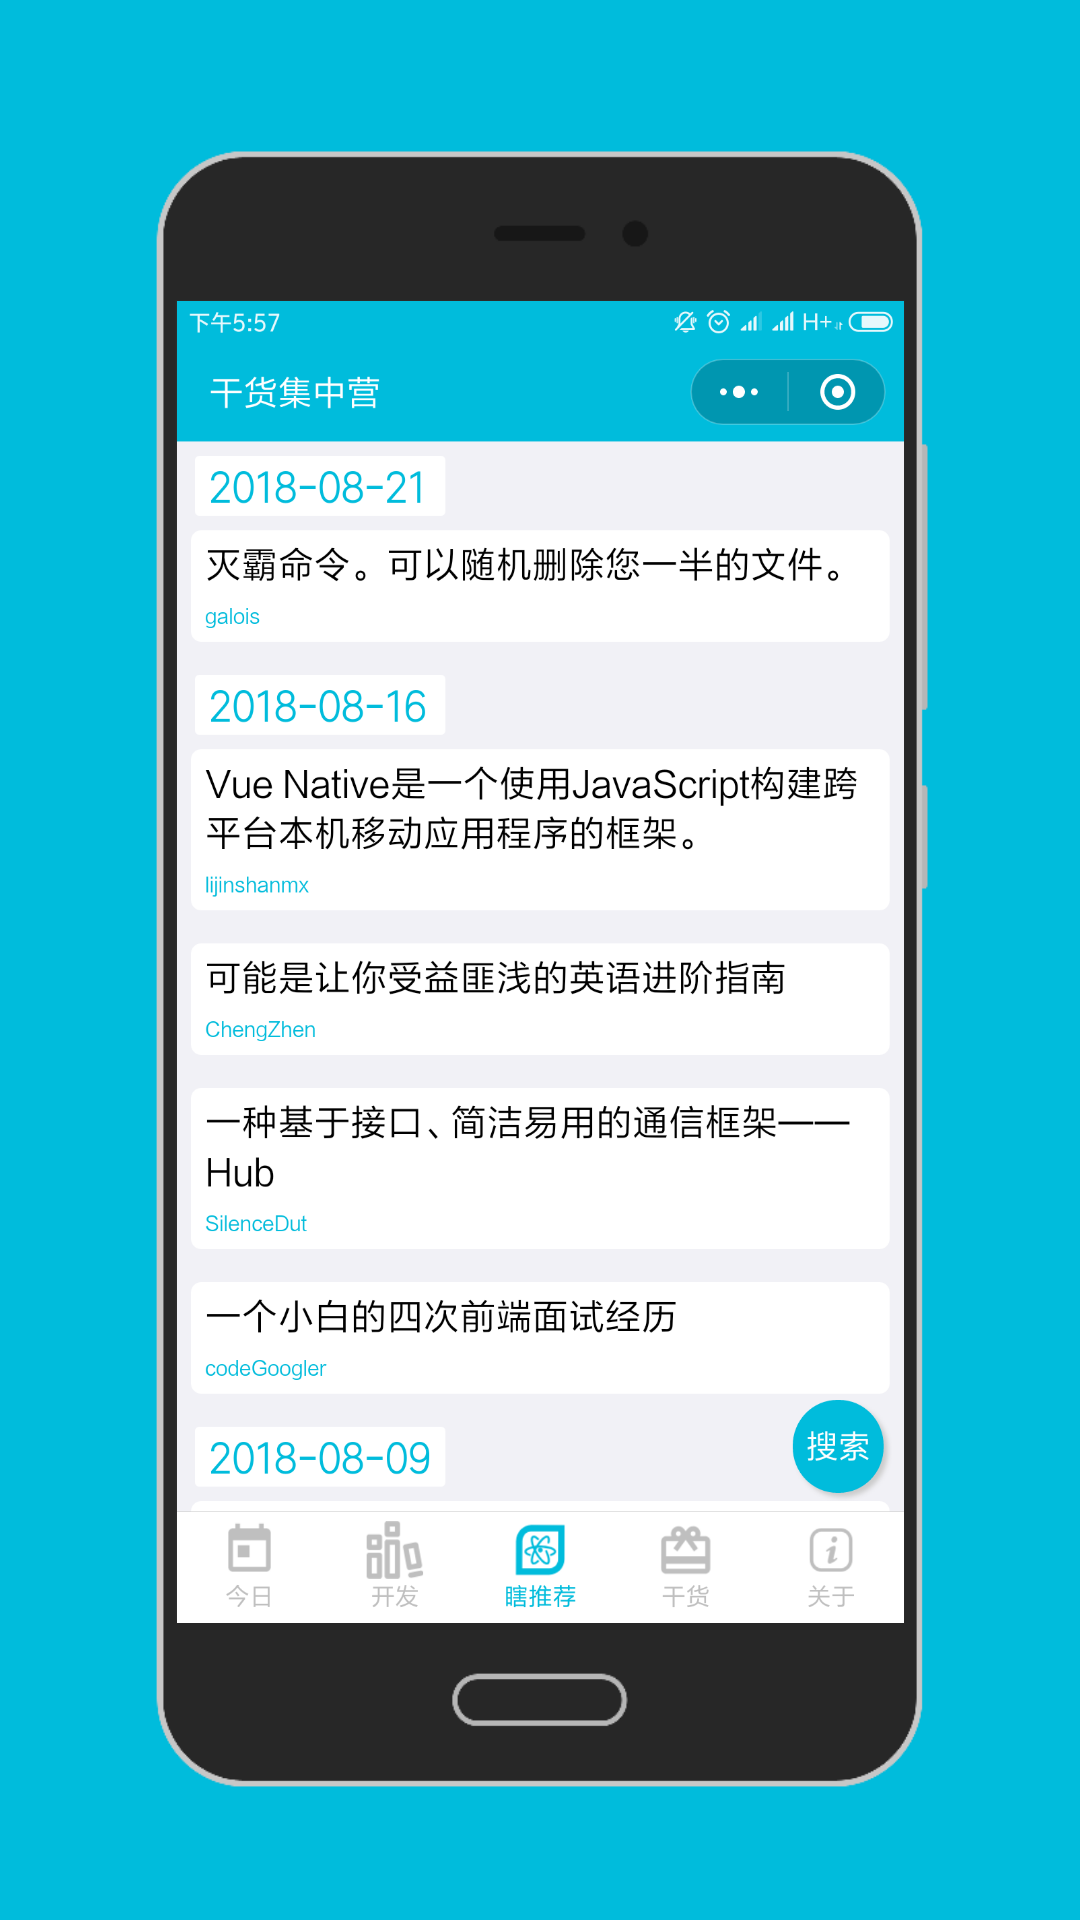 下午5:57
H+
干货集中营
2018-08-21
灭霸命令。可以随机删除您一半的文件。
galois
2018-08-16
Vue Native是一个使用JavaScript构建跨
平台本机移动应用程序的框架。
lijinshanmx
可能是让你受益匪浅的英语进阶指南
ChengZhen
一种基于接口、简洁易用的通信框架——
Hub
SilenceDut
一个小白的四次前端面试经历
codeGoogler
2018-08-09
搜索
今日
开发
瞎推荐
干货
关于